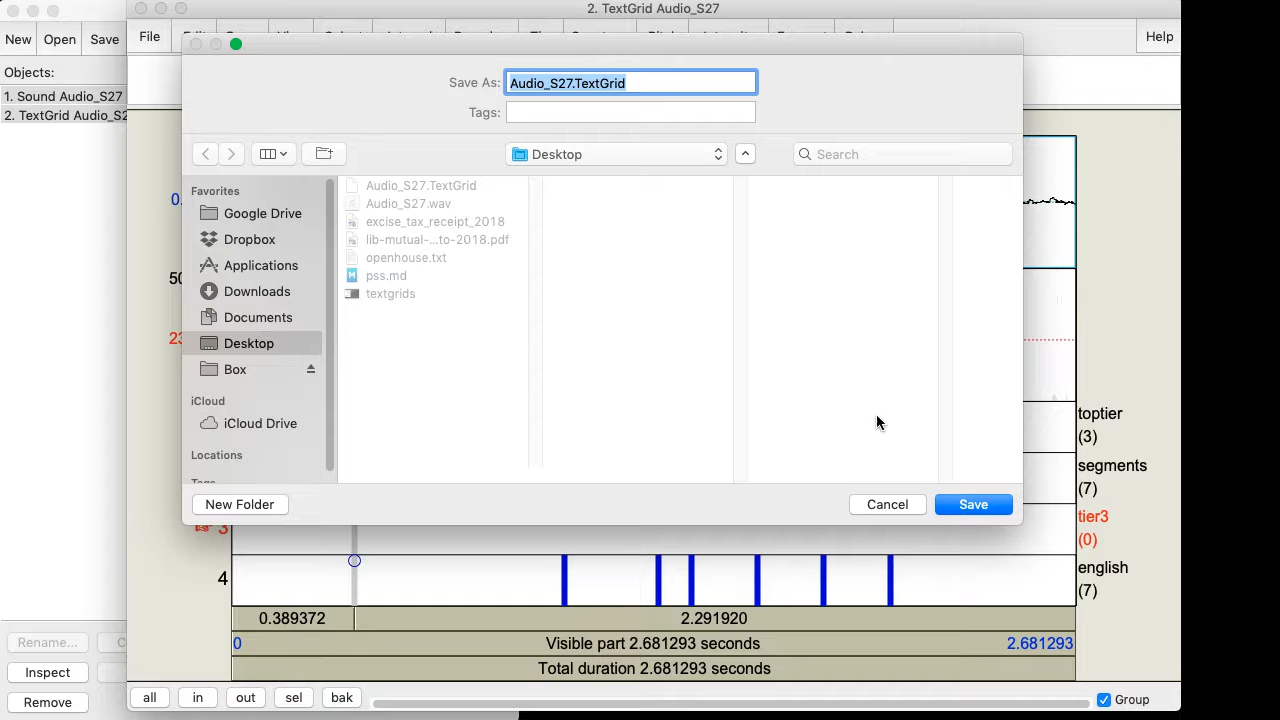 2. TextGrid Audio_S27
New Open Save
File
Help
Objects:
1. Sound Audio_S27
2. TextGrid Audio_S2
Save As: Audio_S27.TextGrid
Tags:
Desktop
Search
Favorites
Google Drive
Dropbox
Applications
Downloads
Documents
Desktop
Box
iCloud
iCloud Drive
Locations
Tags
Audio_S27.TextGrid
Audio_S27.wav
excise_tax_receipt_2018
lib-mutual-...to-2018.pdf
openhouse.txt
pss.md
textgrids
New Folder
Cancel
Save
toptier
(3)
segments
(7)
tier3
(0)
english
(7)
3
4
0.389372
2.291920
0
Visible part 2.681293 seconds
2.681293
Total duration 2.681293 seconds
Rename...
Inspect
Remove
all in out sel bak
Group